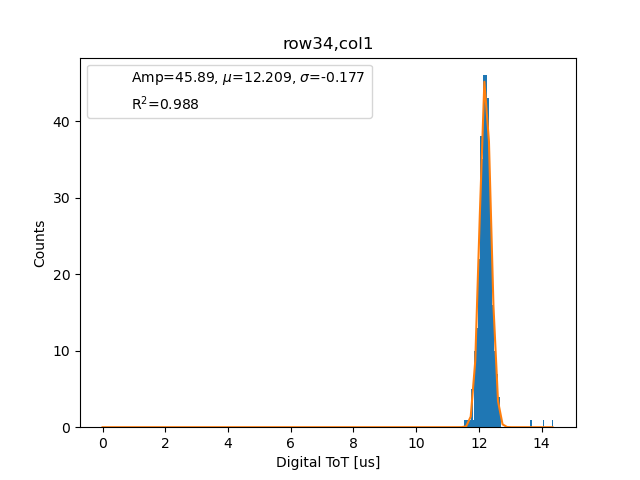 row34,col1
Amp=45.89, μ=12.209, σ=-0.177
R²=0.988
Counts
40
30
20
10
0
0 2 4 6 8 10 12 14
Digital ToT [us]